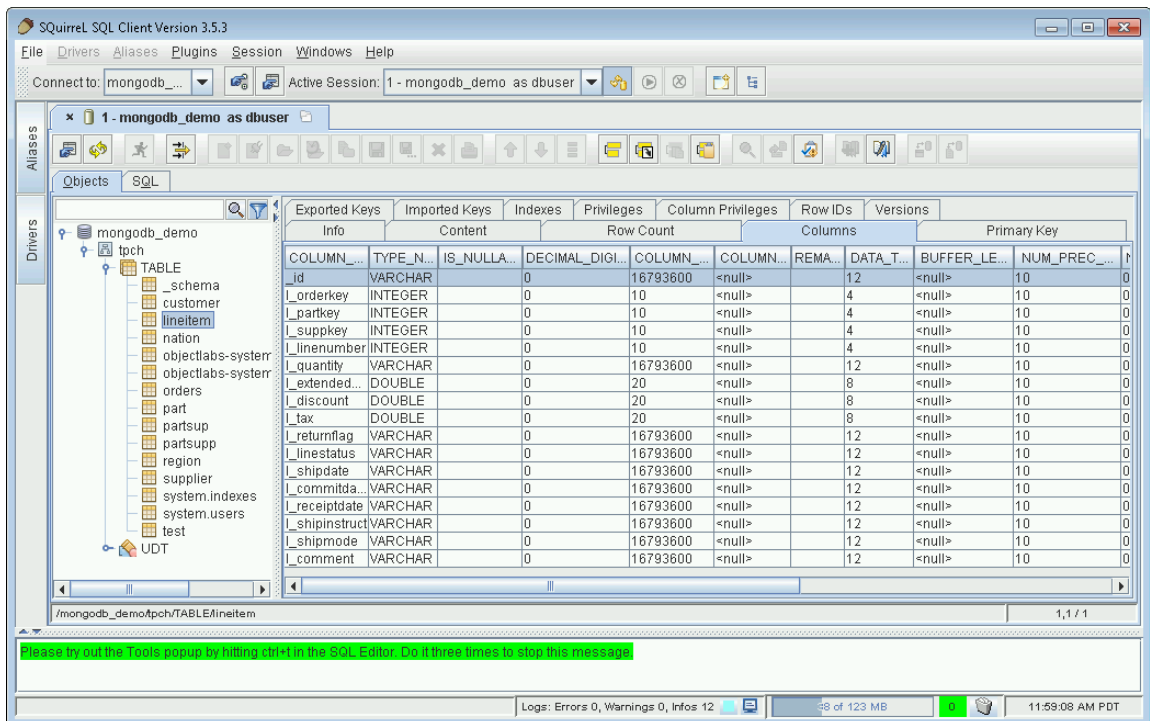 SQuirreL SQL Client Version 3.5.3
File Drivers Aliases Plugins Session Windows Help
Connect to: mongodb_... Active Session: 1 - mongodb_demo as dbuser
Aliases
Drivers
1 - mongodb_demo as dbuser
Objects SQL
mongodb_demo
tpch
TABLE
_schema
customer
lineitem
nation
objectlabs-system
objectlabs-system
orders
part
partsup
partsupp
region
supplier
system.indexes
system.users
test
UDT
Exported Keys Imported Keys Indexes Privileges Column Privileges Row IDs Versions
Info Content Row Count Columns Primary Key
COLUMN_... TYPE_N... IS_NULLA... DECIMAL_DIGI... COLUMN_... COLUMN... REMA... DATA_T... BUFFER_LE... NUM_PREC_...
_id VARCHAR 0 16793600 <null> 12 <null> 10 0
l_orderkey INTEGER 0 10 <null> 4 <null> 10 0
l_partkey INTEGER 0 10 <null> 4 <null> 10 0
l_suppkey INTEGER 0 10 <null> 4 <null> 10 0
l_linenumber INTEGER 0 10 <null> 4 <null> 10 0
l_quantity VARCHAR 0 16793600 <null> 12 <null> 10 0
l_extended... DOUBLE 0 20 <null> 8 <null> 10 0
l_discount DOUBLE 0 20 <null> 8 <null> 10 0
l_tax DOUBLE 0 20 <null> 8 <null> 10 0
l_returnflag VARCHAR 0 16793600 <null> 12 <null> 10 0
l_linestatus VARCHAR 0 16793600 <null> 12 <null> 10 0
l_shipdate VARCHAR 0 16793600 <null> 12 <null> 10 0
l_commitda... VARCHAR 0 16793600 <null> 12 <null> 10 0
l_receiptdate VARCHAR 0 16793600 <null> 12 <null> 10 0
l_shipinstruct VARCHAR 0 16793600 <null> 12 <null> 10 0
l_shipmode VARCHAR 0 16793600 <null> 12 <null> 10 0
l_comment VARCHAR 0 16793600 <null> 12 <null> 10 0
/mongodb_demo/tpch/TABLE/lineitem 1,1 / 1
Please try out the Tools popup by hitting ctrl+t in the SQL Editor. Do it three times to stop this message.
Logs: Errors 0, Warnings 0, Infos 12 48 of 123 MB 0 11:59:08 AM PDT